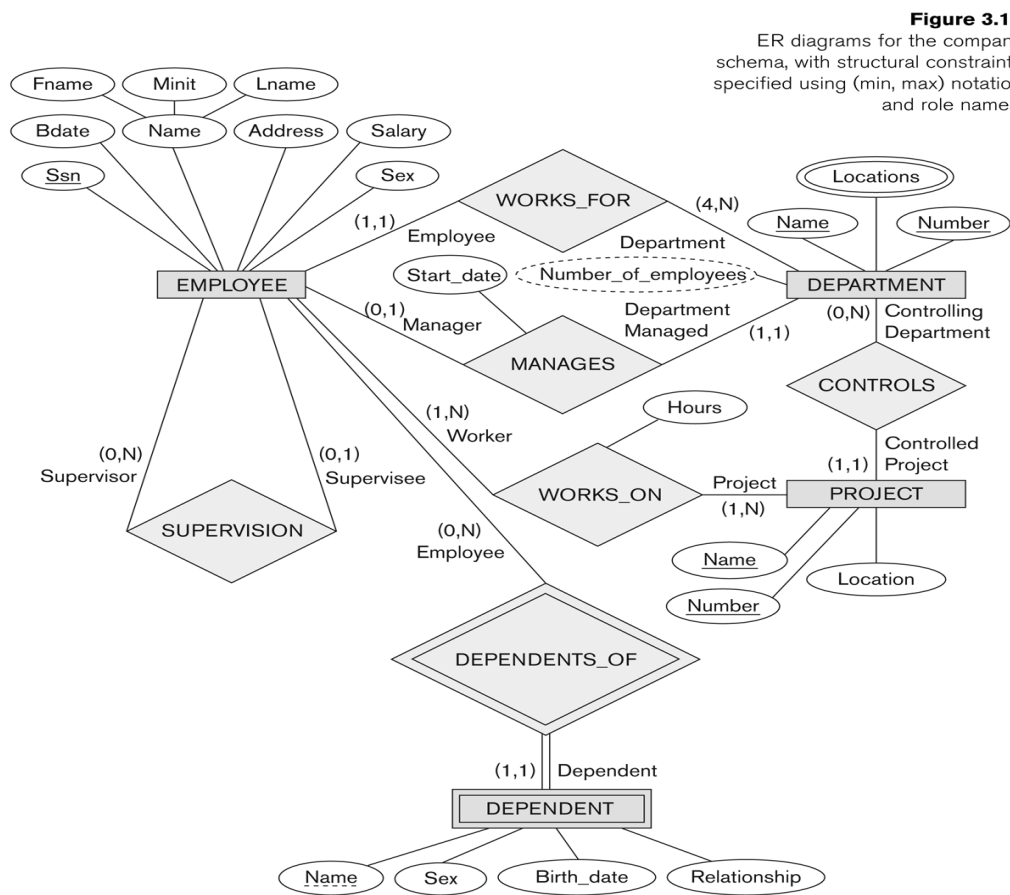 Figure 3.1
ER diagrams for the compan
schema, with structural constraint
specified using (min, max) notatio
and role name
Fname
Minit
Lname
Bdate
Name
Address
Salary
Ssn
Sex
WORKS_FOR
Locations
Name
Number
(1,1)
Employee
(4,N)
Department
EMPLOYEE
Start_date
Number_of_employees
DEPARTMENT
(0,1)
Manager
Department
Managed
(1,1)
(0,N)
Controlling
Department
MANAGES
CONTROLS
Hours
(1,N)
Worker
(0,N)
Supervisor
(0,1)
Supervisee
Controlled
Project
(1,1)
Project
(1,N)
WORKS_ON
PROJECT
SUPERVISION
(0,N)
Employee
Name
Location
Number
DEPENDENTS_OF
(1,1)
Dependent
DEPENDENT
Name
Sex
Birth_date
Relationship